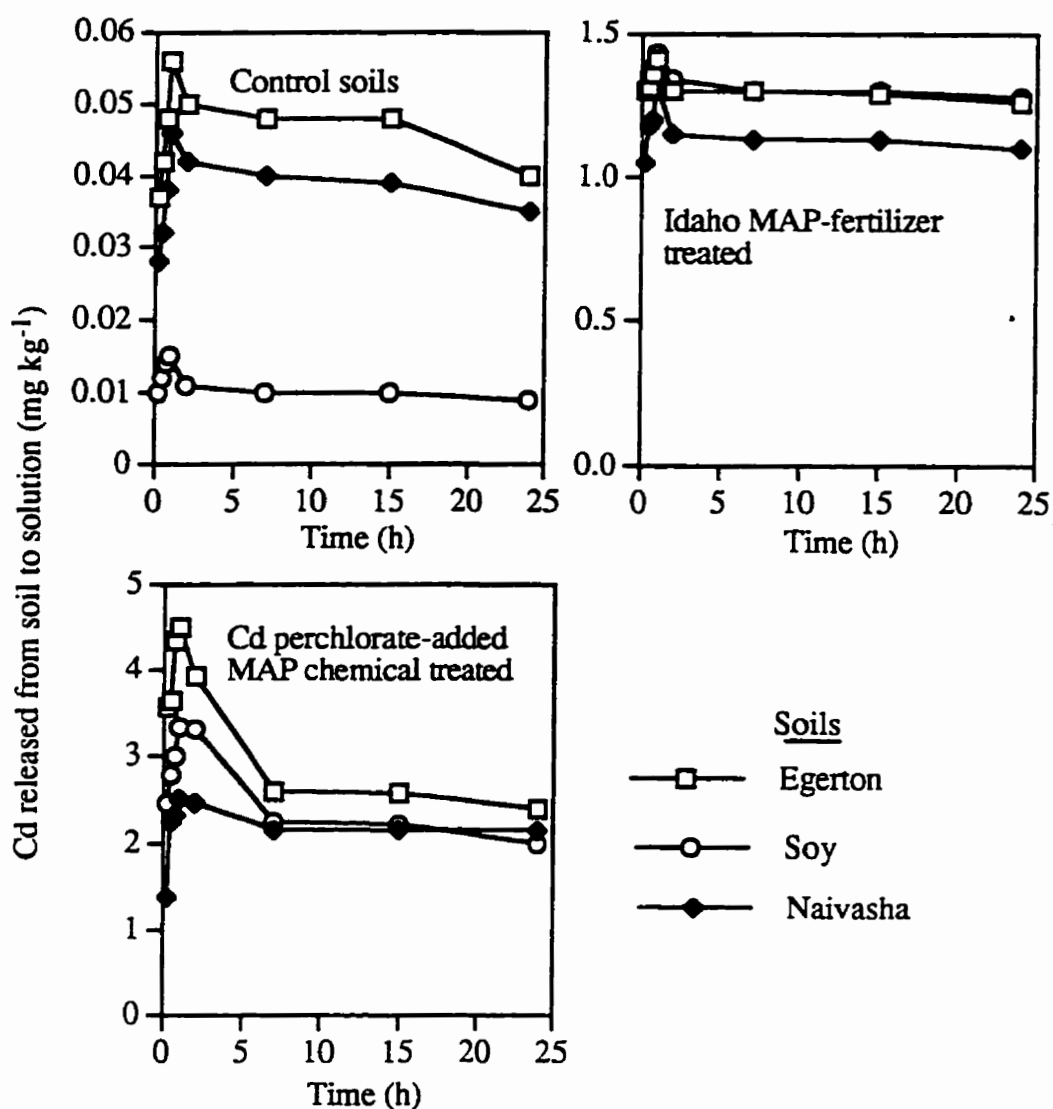 Cd released from soil to solution (mg kg-1)
0.06
0.05
0.04
0.03
0.02
0.01
0
Control soils
0 5 10 15 20 25
Time (h)
1.5
1.0
0.5
0.0
Idaho MAP-fertilizer
treated
0 5 10 15 20 25
Time (h)
5
4
3
2
1
0
Cd perchlorate-added
MAP chemical treated
0 5 10 15 20 25
Time (h)
Soils
Egerton
Soy
Naivasha